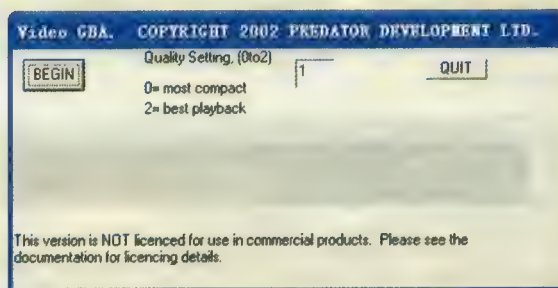 Video GBA. COPYRIGHT 2002 PREDATOR DEVELOPMENT LTD.
BEGIN
Quality Setting, (0to2)
1
QUIT
0= most compact
2= best playback
This version is NOT licenced for use in commercial products. Please see the
documentation for licencing details.